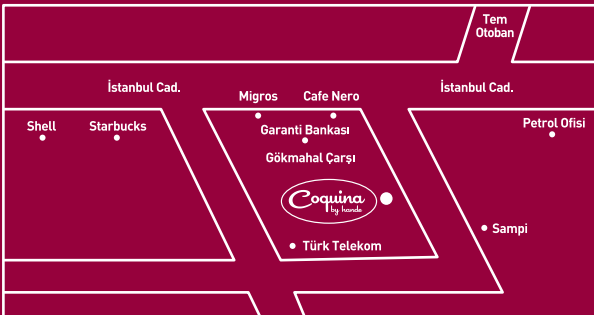 Tem
Otoban
İstanbul Cad.
İstanbul Cad.
Migros
Cafe Nero
Shell
Starbucks
Garanti Bankası
Petrol Ofisi
Gökmahal Çarşı
Coquina
by hande
Sampi
Türk Telekom